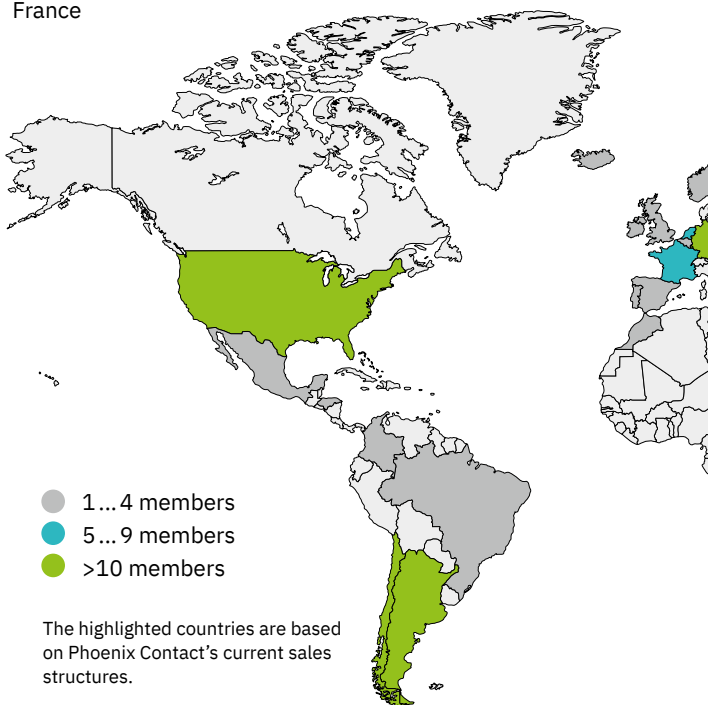 France
1...4 members
5...9 members
>10 members
The highlighted countries are based
on Phoenix Contact’s current sales
structures.